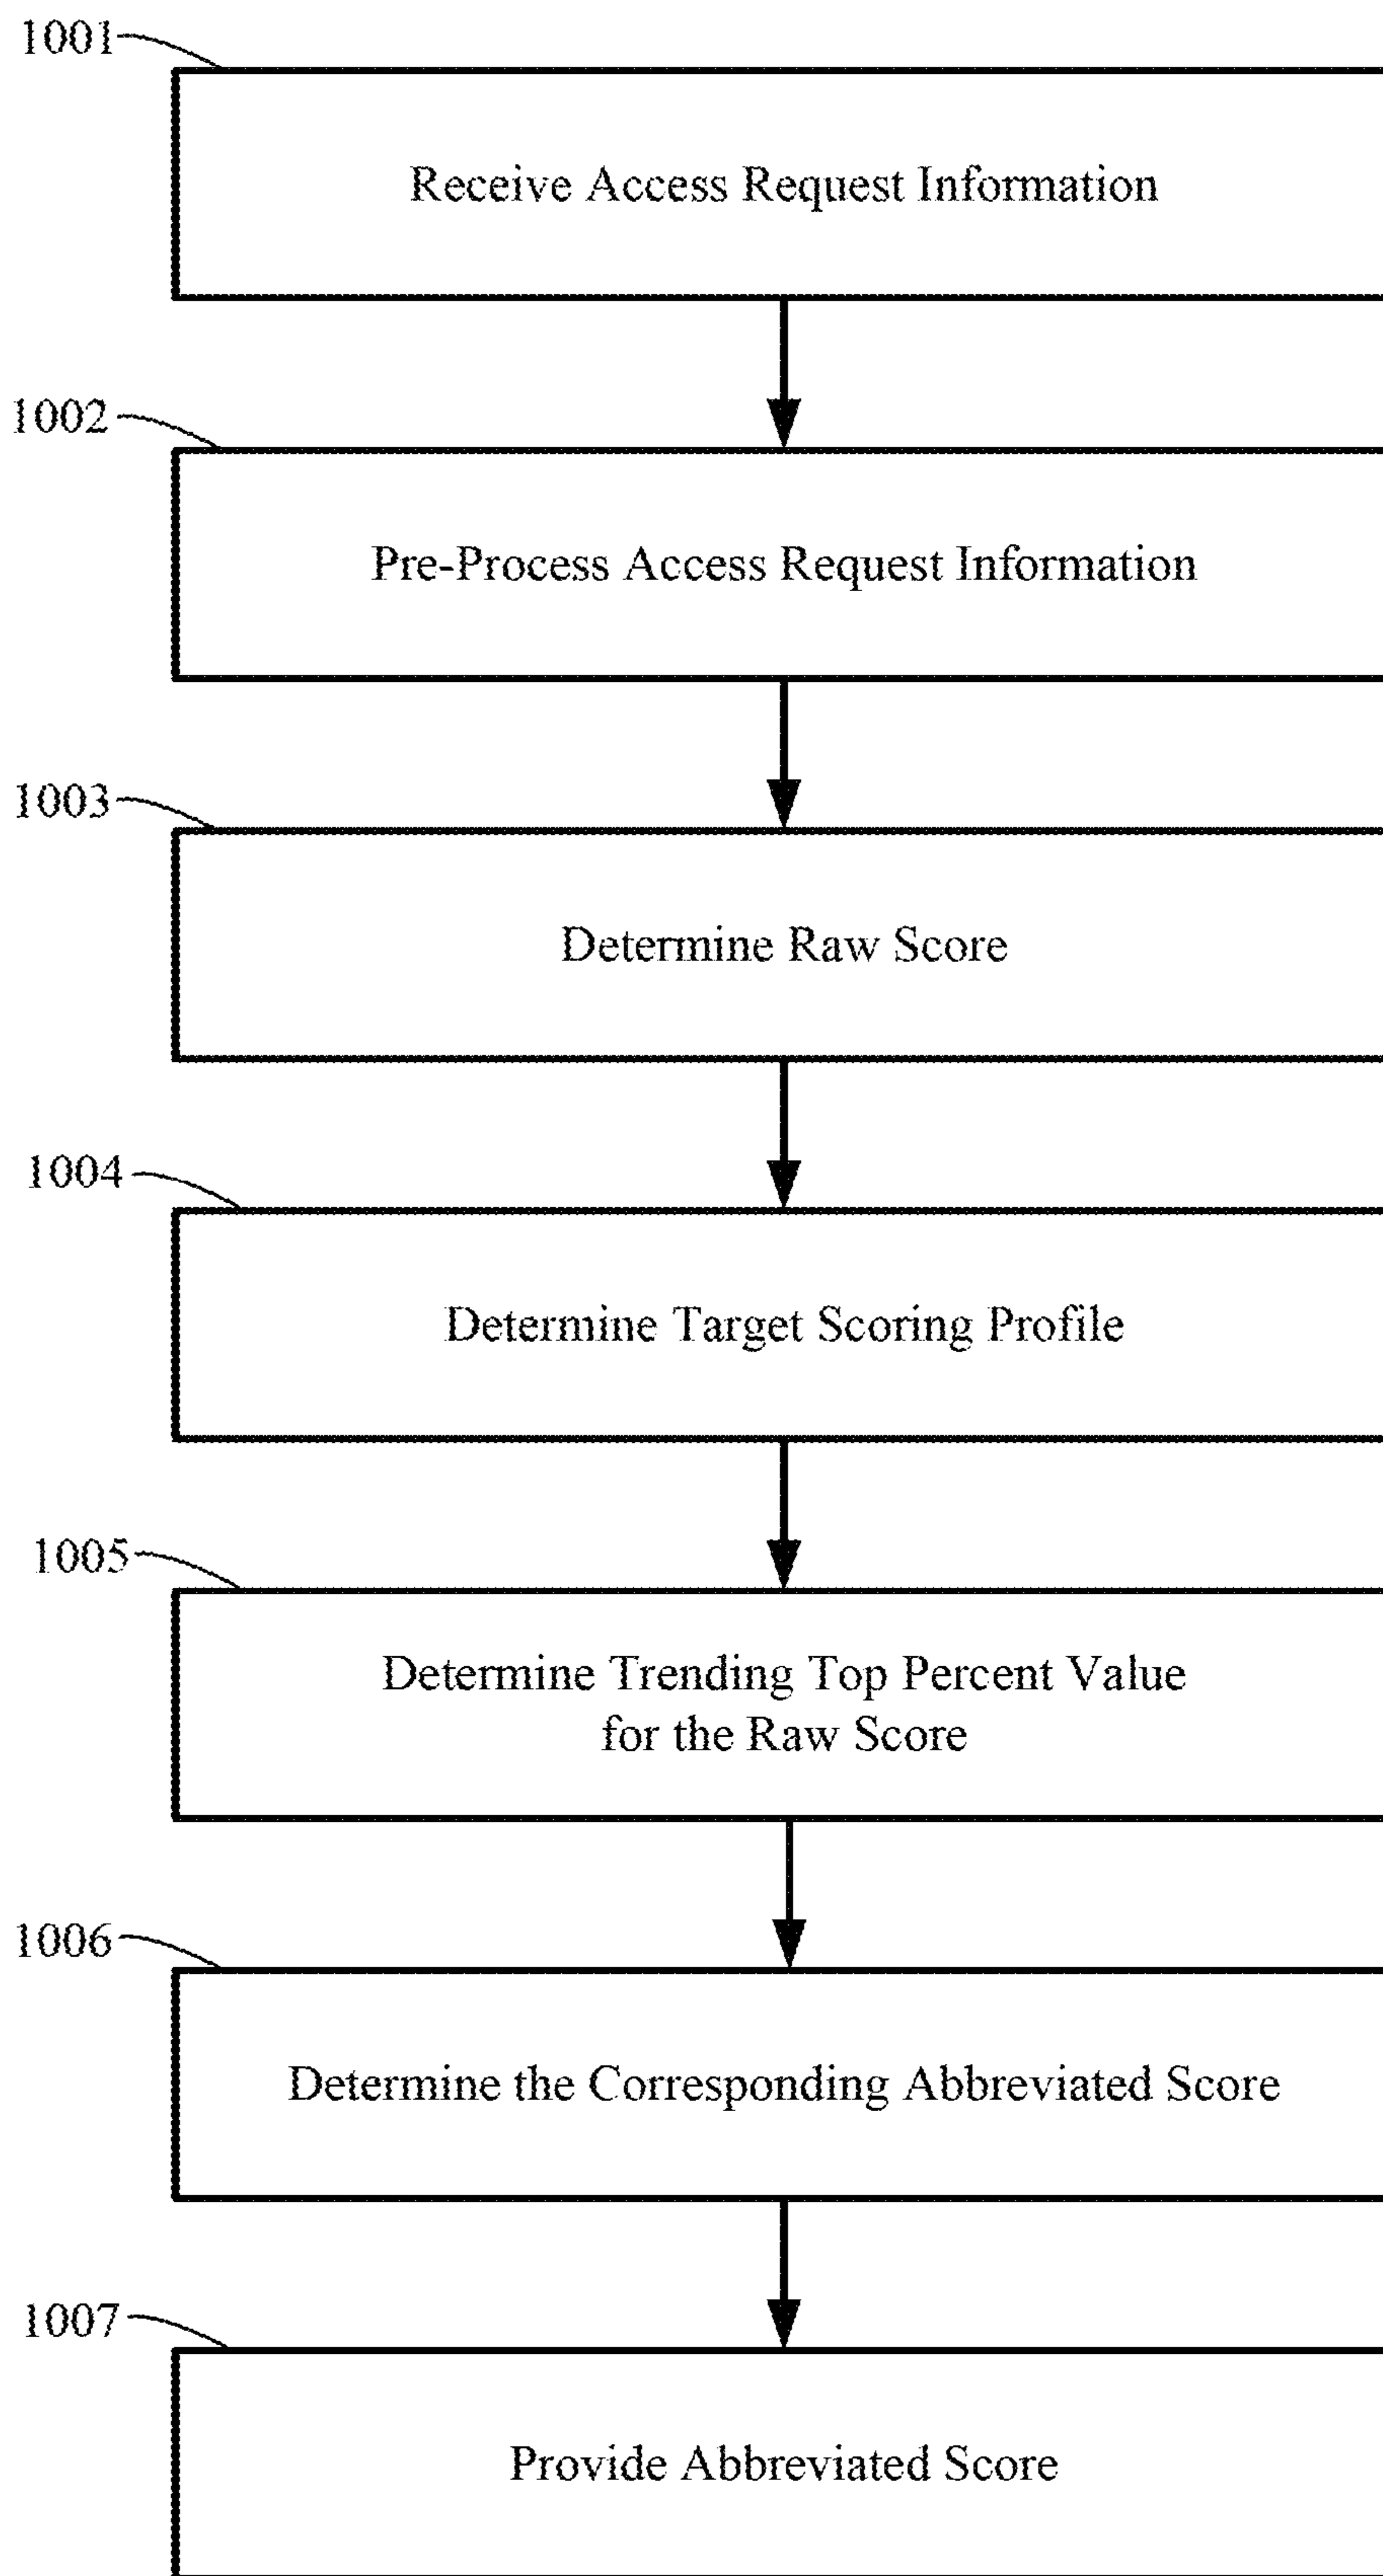 1001
Receive Access Request Information
1002
Pre-Process Access Request Information
1003
Determine Raw Score
1004
Determine Target Scoring Profile
1005
Determine Trending Top Percent Value
for the Raw Score
1006
Determine the Corresponding Abbreviated Score
1007
Provide Abbreviated Score